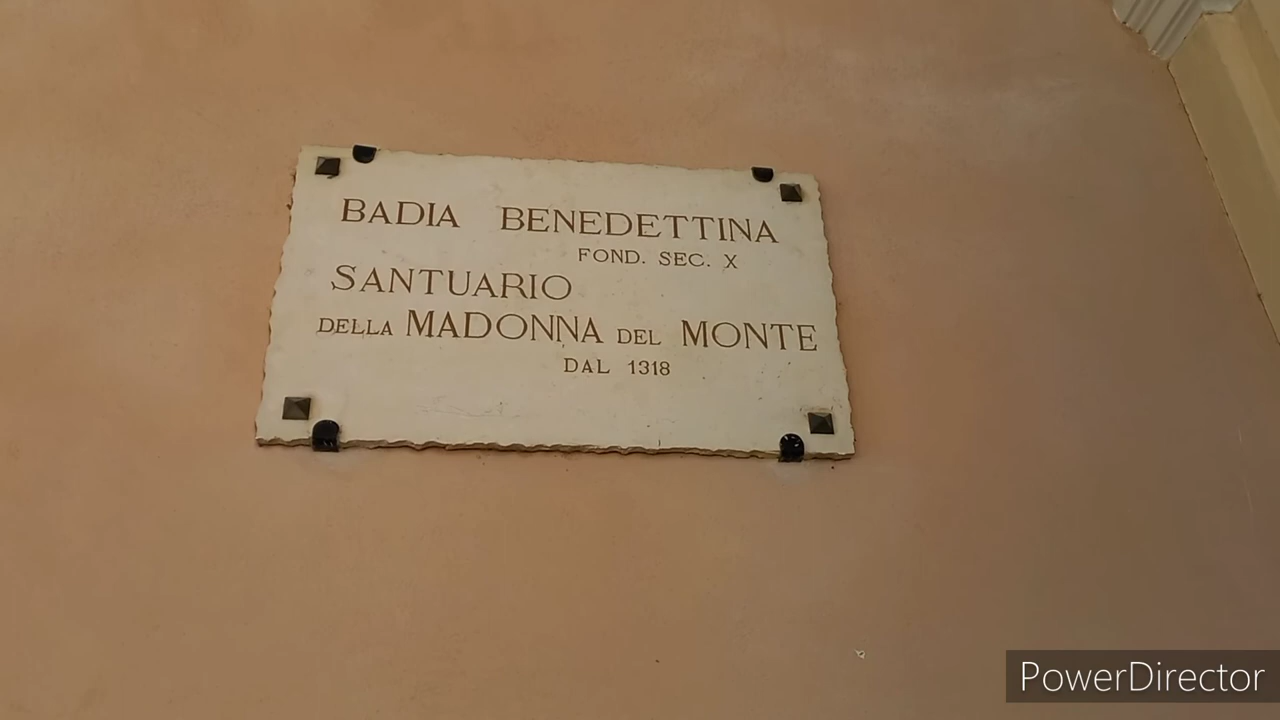 BADIA BENEDETTINA
FOND. SEC. X
SANTUARIO
DELLA MADONNA DEL MONTE
DAL 1318
PowerDirector